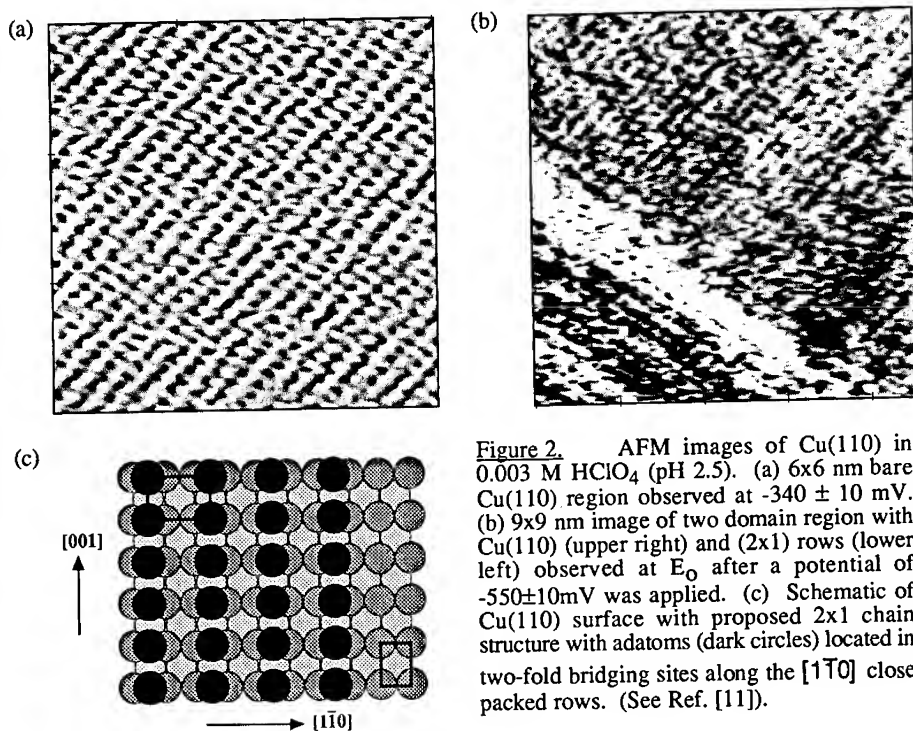 (a)
(b)
(c)
[001]
[11̅0]
Figure 2. AFM images of Cu(110) in
0.003 M HClO₄ (pH 2.5). (a) 6x6 nm bare
Cu(110) region observed at -340 ± 10 mV.
(b) 9x9 nm image of two domain region with
Cu(110) (upper right) and (2x1) rows (lower
left) observed at E₀ after a potential of
-550±10mV was applied. (c) Schematic of
Cu(110) surface with proposed 2x1 chain
structure with adatoms (dark circles) located in
two-fold bridging sites along the [11̅0] close
packed rows. (See Ref. [11]).